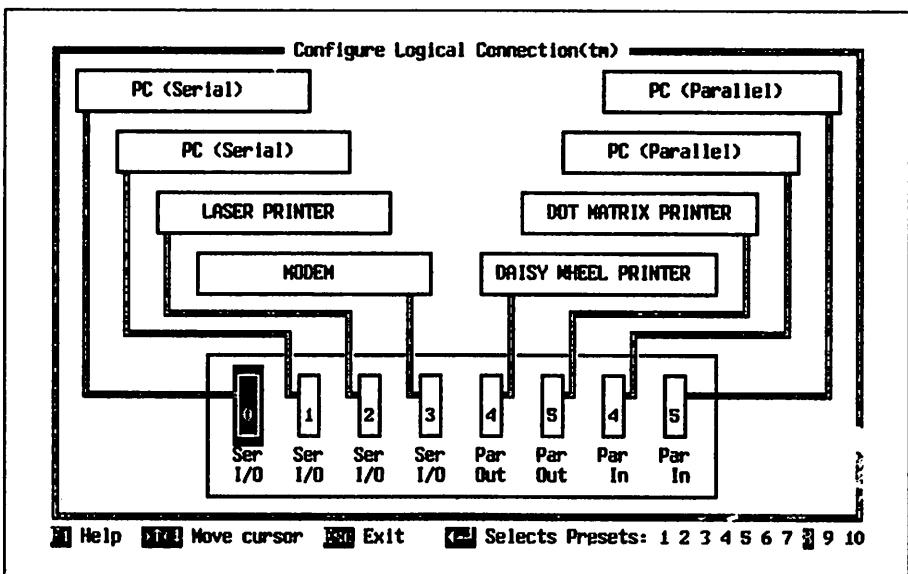 Configure Logical Connection(tm)
PC (Serial)
PC (Parallel)
PC (Serial)
PC (Parallel)
LASER PRINTER
DOT MATRIX PRINTER
MODEM
DAISY WHEEL PRINTER
0 1 2 3 4 5 4 5
Ser Ser Ser Ser Par Par Par Par
I/O I/O I/O I/O Out Out In In
F1 Help Move cursor ESC Exit Selects Presets: 1 2 3 4 5 6 7 8 9 10